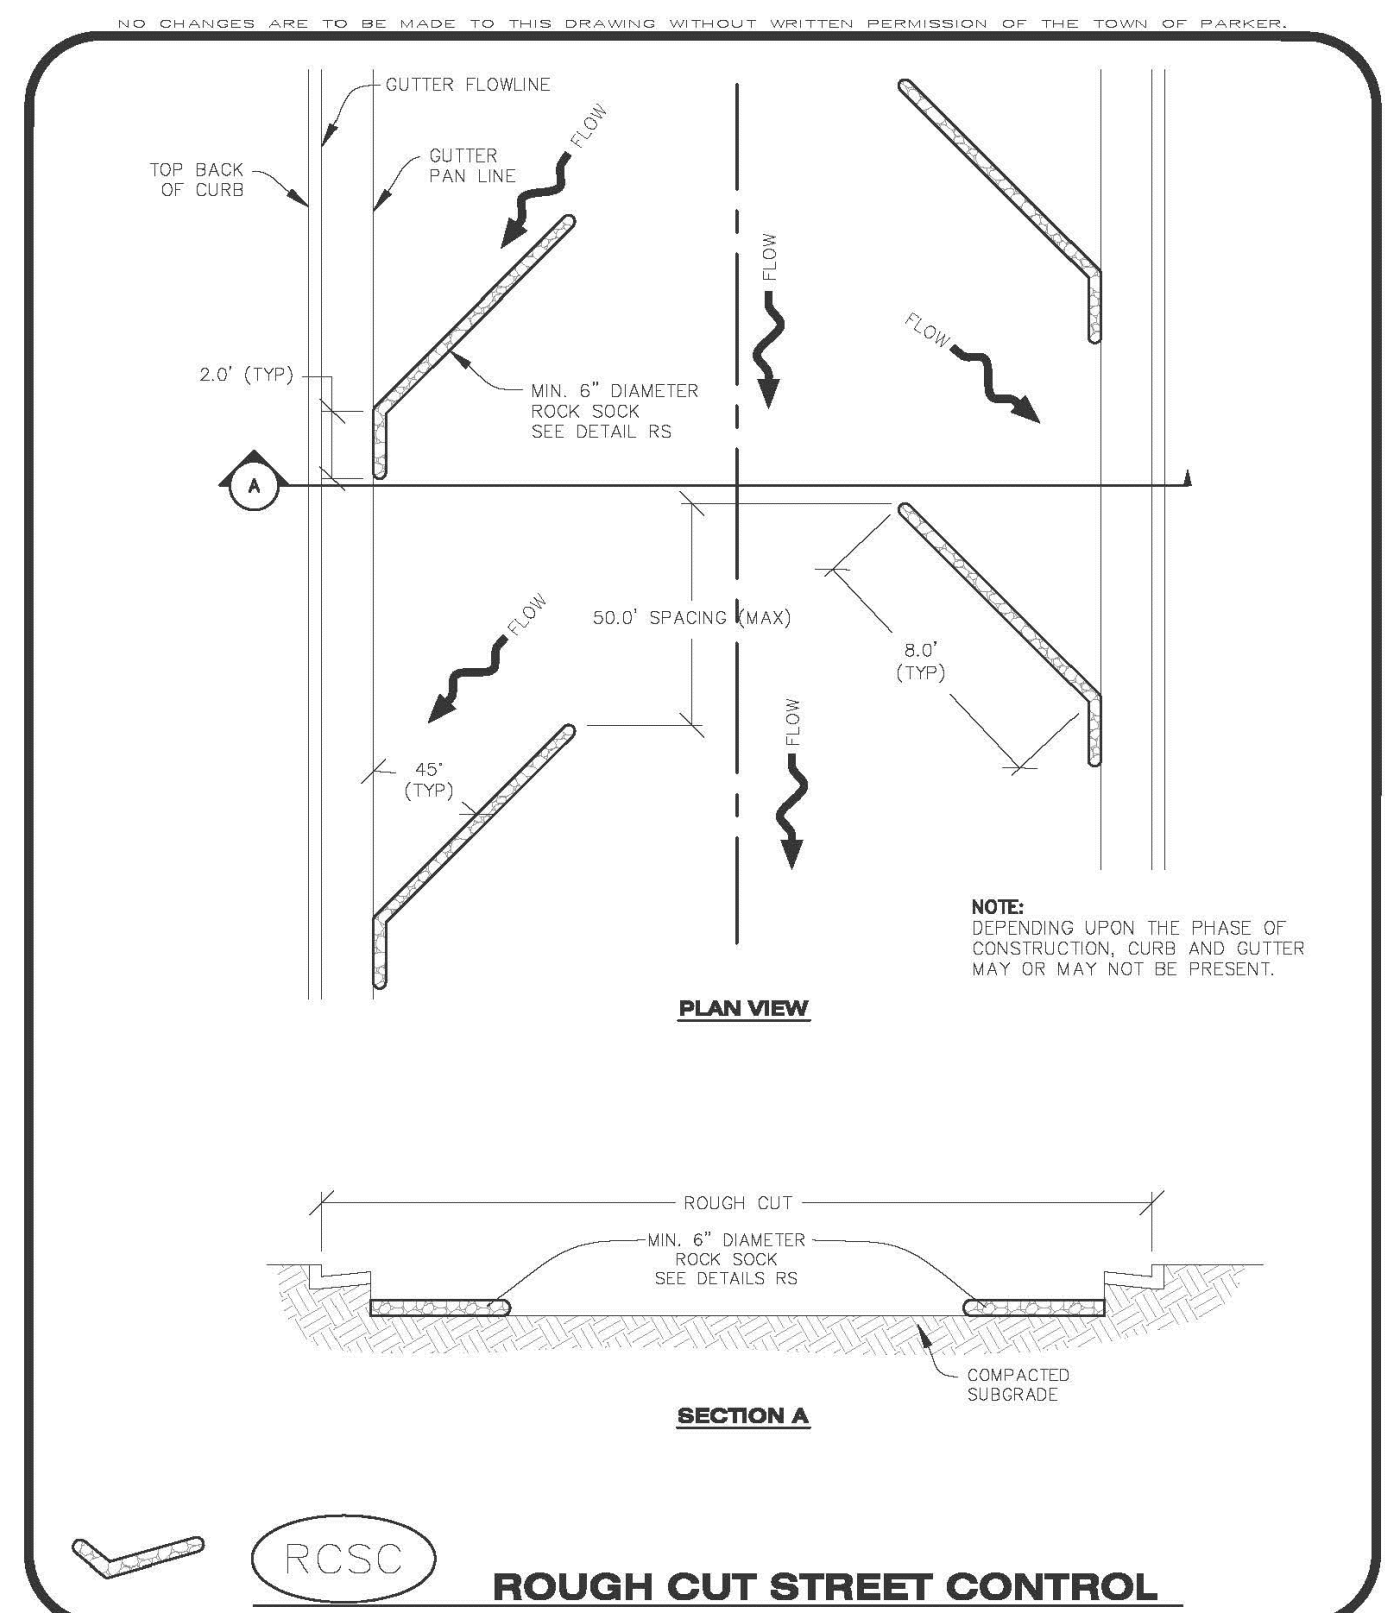 NO CHANGES ARE TO BE MADE TO THIS DRAWING WITHOUT WRITTEN PERMISSION OF THE TOWN OF PARKER.
GUTTER FLOWLINE
TOP BACK
OF CURB
GUTTER
PAN LINE
FLOW
FLOW
FLOW
2.0' (TYP)
MIN. 6" DIAMETER
ROCK SOCK
SEE DETAIL RS
A
50.0' SPACING (MAX)
FLOW
8.0'
(TYP)
FLOW
45°
(TYP)
NOTE:
DEPENDING UPON THE PHASE OF
CONSTRUCTION, CURB AND GUTTER
MAY OR MAY NOT BE PRESENT.
PLAN VIEW
ROUGH CUT
MIN. 6" DIAMETER
ROCK SOCK
SEE DETAILS RS
COMPACTED
SUBGRADE
SECTION A
RCSC
ROUGH CUT STREET CONTROL